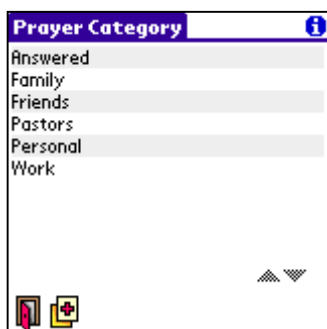 Prayer Category
Answered
Family
Friends
Pastors
Personal
Work